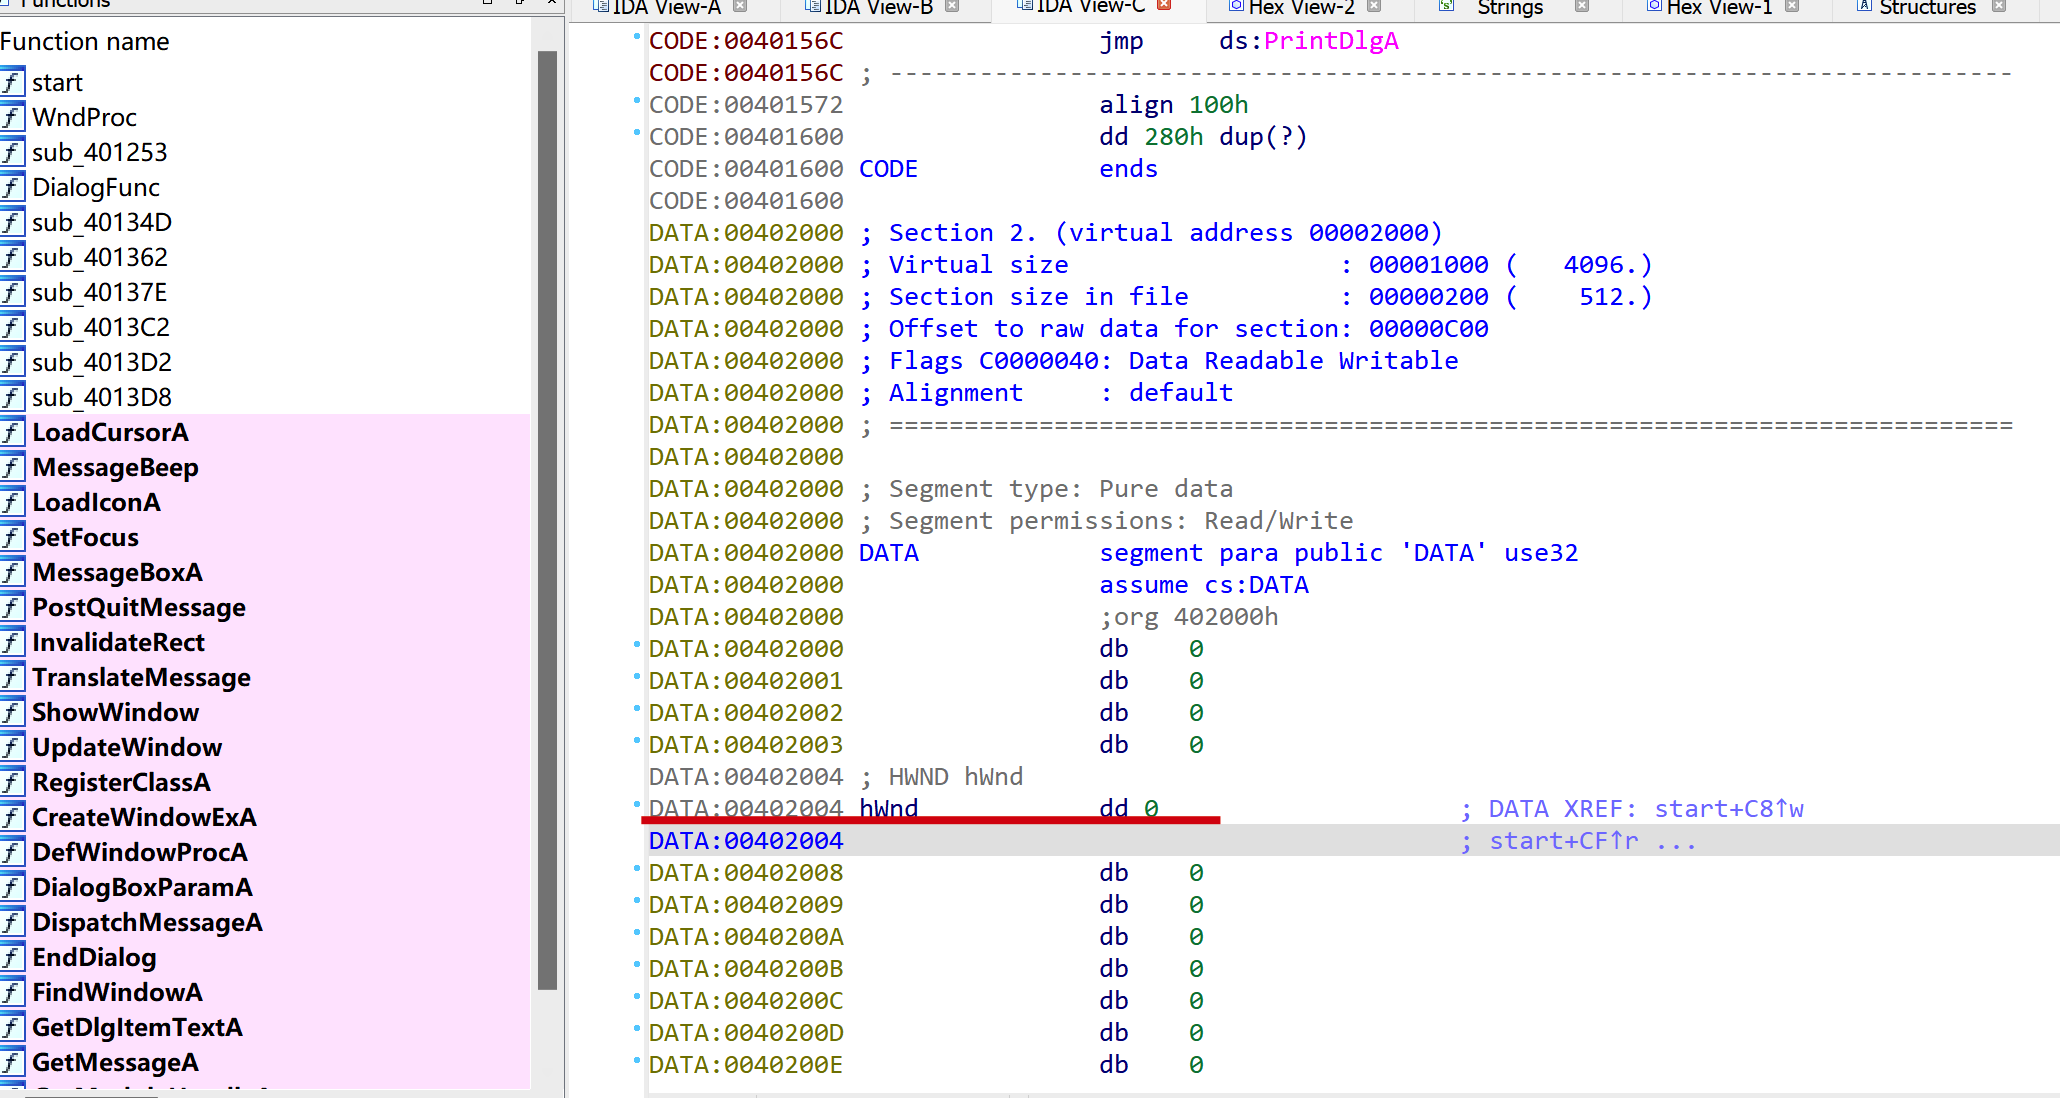 Functions
IDA View-A
IDA View-B
IDA View-C
Hex View-2
Strings
Hex View-1
Structures
Function name
start
WndProc
sub_401253
DialogFunc
sub_40134D
sub_401362
sub_40137E
sub_4013C2
sub_4013D2
sub_4013D8
LoadCursorA
MessageBeep
LoadIconA
SetFocus
MessageBoxA
PostQuitMessage
InvalidateRect
TranslateMessage
ShowWindow
UpdateWindow
RegisterClassA
CreateWindowExA
DefWindowProcA
DialogBoxParamA
DispatchMessageA
EndDialog
FindWindowA
GetDlgItemTextA
GetMessageA
CODE:0040156C jmp ds:PrintDlgA
CODE:0040156C ; ---------------------------------------------------------------------------
CODE:00401572 align 100h
CODE:00401600 dd 280h dup(?)
CODE:00401600 CODE ends
CODE:00401600
DATA:00402000 ; Section 2. (virtual address 00002000)
DATA:00402000 ; Virtual size : 00001000 ( 4096.)
DATA:00402000 ; Section size in file : 00000200 ( 512.)
DATA:00402000 ; Offset to raw data for section: 00000C00
DATA:00402000 ; Flags C0000040: Data Readable Writable
DATA:00402000 ; Alignment : default
DATA:00402000 ; ===========================================================================
DATA:00402000
DATA:00402000 ; Segment type: Pure data
DATA:00402000 ; Segment permissions: Read/Write
DATA:00402000 DATA segment para public 'DATA' use32
DATA:00402000 assume cs:DATA
DATA:00402000 ;org 402000h
DATA:00402000 db 0
DATA:00402001 db 0
DATA:00402002 db 0
DATA:00402003 db 0
DATA:00402004 ; HWND hWnd
DATA:00402004 hWnd dd 0 ; DATA XREF: start+C8↑w
DATA:00402004 ; start+CF↑r ...
DATA:00402008 db 0
DATA:00402009 db 0
DATA:0040200A db 0
DATA:0040200B db 0
DATA:0040200C db 0
DATA:0040200D db 0
DATA:0040200E db 0